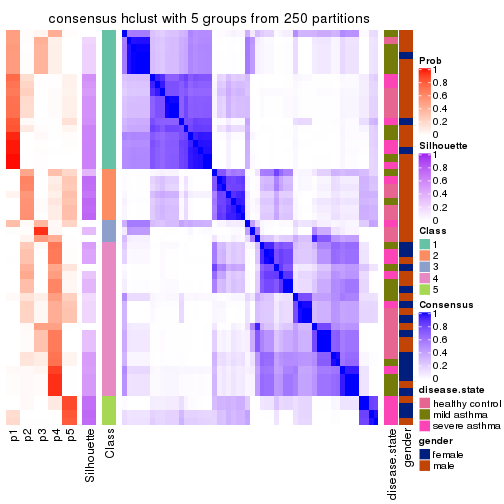 consensus hclust with 5 groups from 250 partitions
Prob
1
0.8
0.6
0.4
0.2
0
Silhouette
1
0.8
0.6
0.4
0.2
0
Class
1
2
3
4
5
Consensus
1
0.8
0.6
0.4
0.2
0
disease.state
healthy control
mild asthma
severe asthma
gender
female
male
p1
p2
p3
p4
p5
Silhouette
Class
disease.state
gender